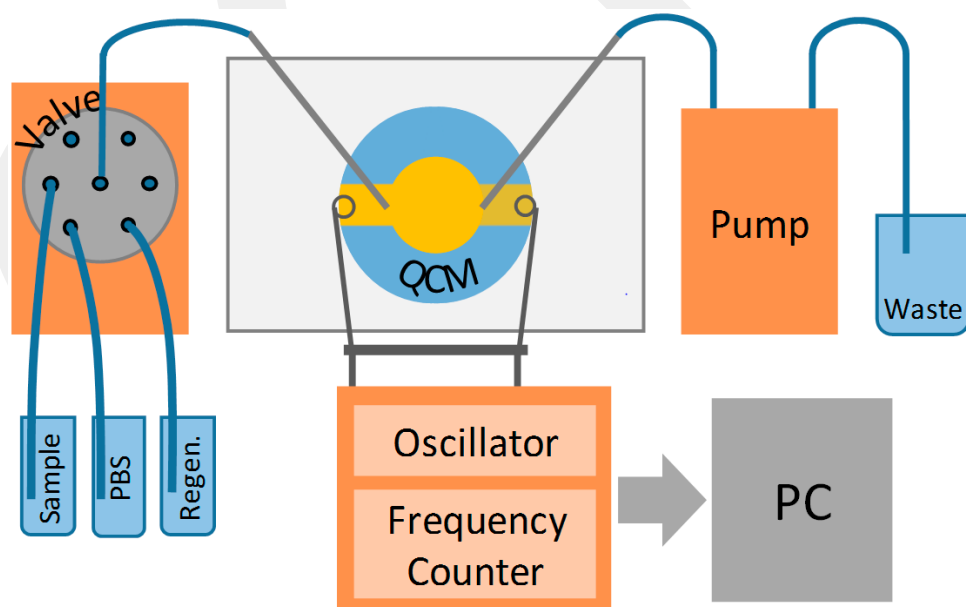 Valve
QCM
Pump
Waste
Sample
PBS
Regen.
Oscillator
Frequency
Counter
PC